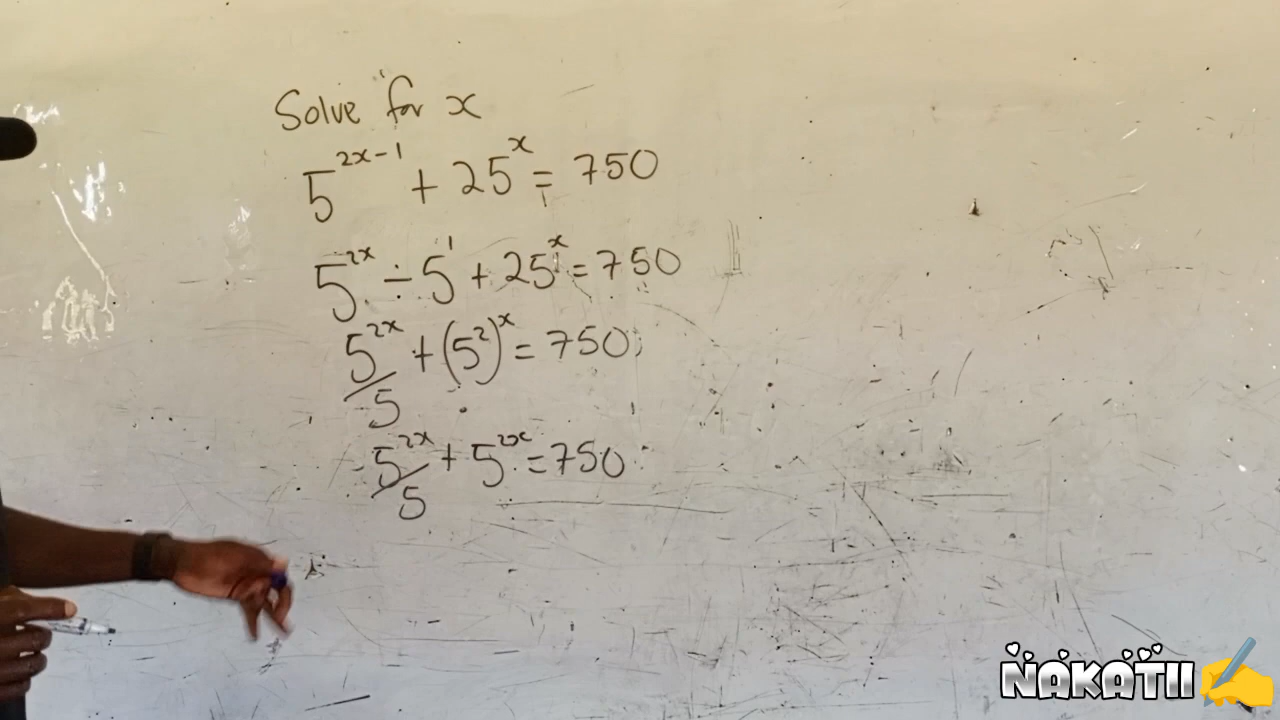 Solve for x
5^{2x-1} + 25^x = 750
5^{2x} ÷ 5^1 + 25^x = 750
5^{2x}/5 + (5^2)^x = 750
5^{2x}/5 + 5^{2x} = 750
NAKATII